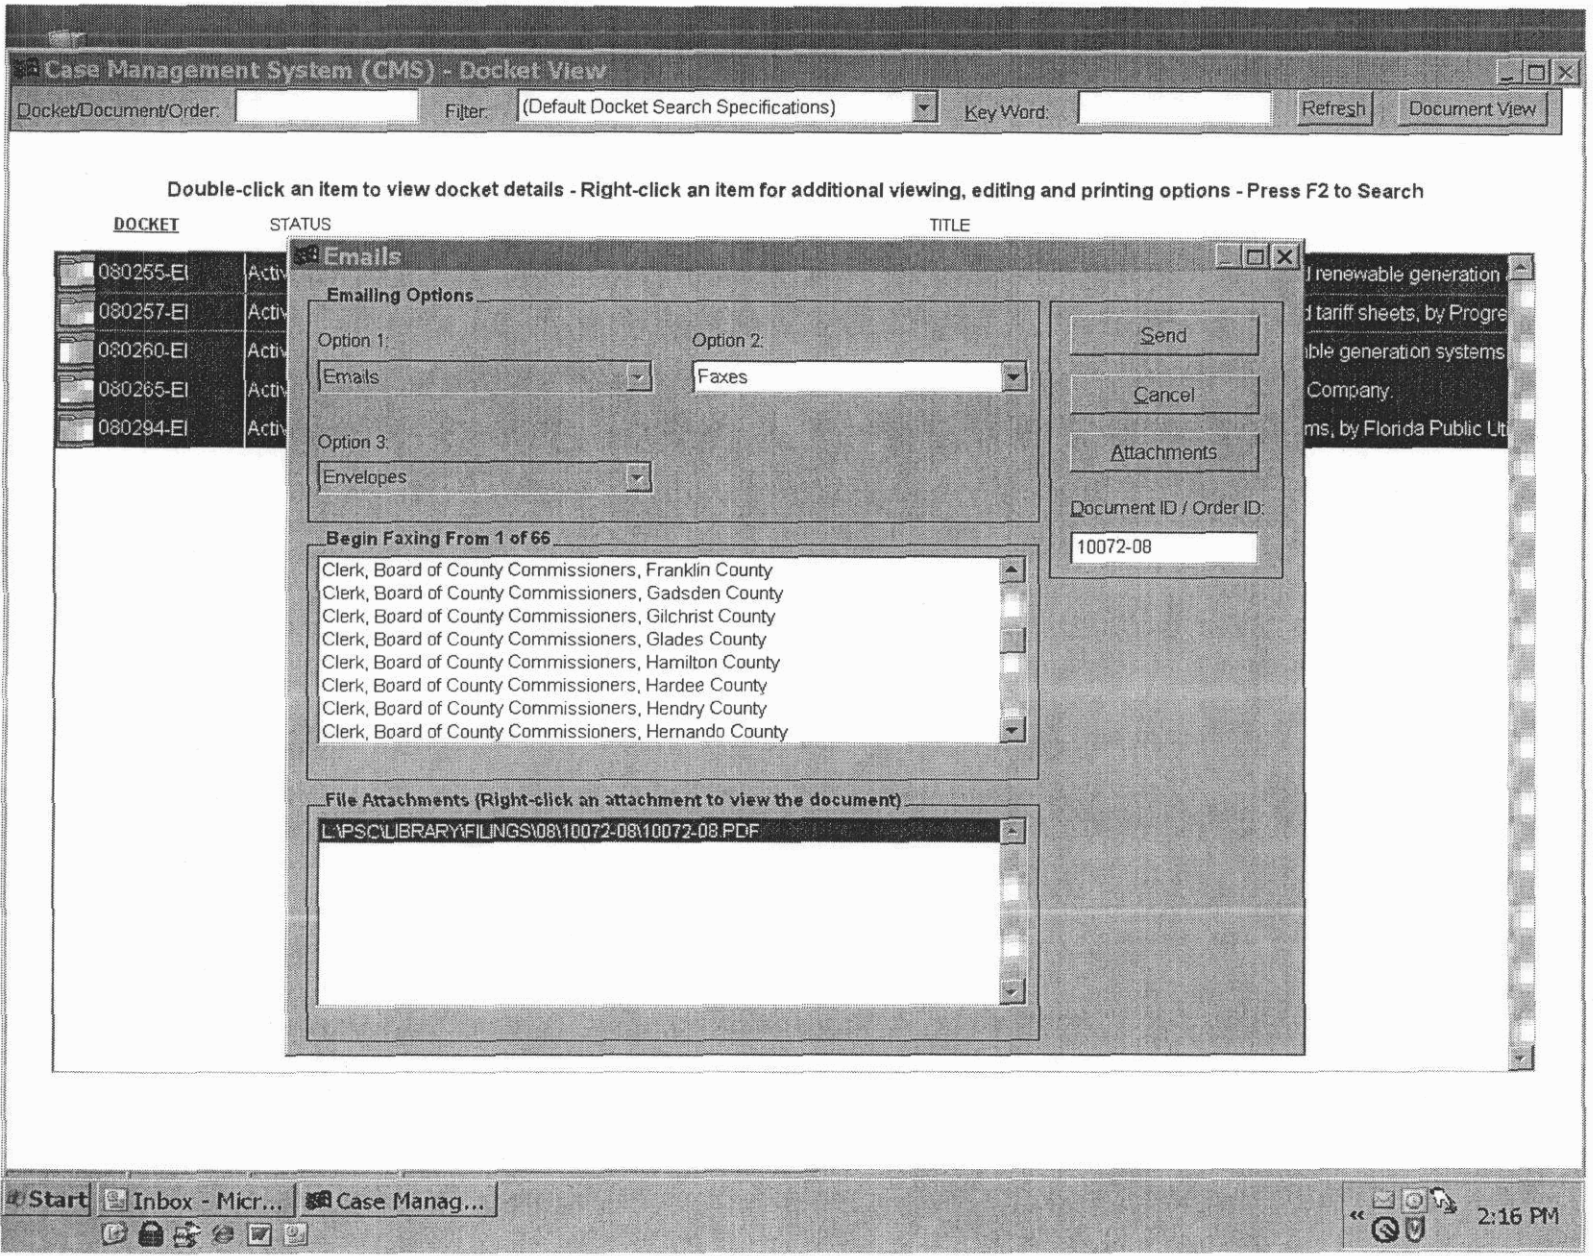 Case Management System (CMS) - Docket View
Docket/Document/Order: Filter: (Default Docket Search Specifications) Key Word: Refresh Document View
Double-click an item to view docket details - Right-click an item for additional viewing, editing and printing options - Press F2 to Search
DOCKET STATUS TITLE
Emails
080255-EI Activ renewable generation
080257-EI Activ d tariff sheets, by Progre
080260-EI Activ ble generation systems
080265-EI Activ Company.
080294-EI Activ ms, by Florida Public Uti
Emailing Options
Option 1: Option 2:
Emails Faxes
Option 3:
Envelopes
Send
Cancel
Attachments
Document ID / Order ID:
10072-08
Begin Faxing From 1 of 66
Clerk, Board of County Commissioners, Franklin County
Clerk, Board of County Commissioners, Gadsden County
Clerk, Board of County Commissioners, Gilchrist County
Clerk, Board of County Commissioners, Glades County
Clerk, Board of County Commissioners, Hamilton County
Clerk, Board of County Commissioners, Hardee County
Clerk, Board of County Commissioners, Hendry County
Clerk, Board of County Commissioners, Hernando County
File Attachments (Right-click an attachment to view the document)
L:\PSC\LIBRARY\FILINGS\08\10072-08\10072-08.PDF
Start Inbox - Micr... Case Manag... « 2:16 PM